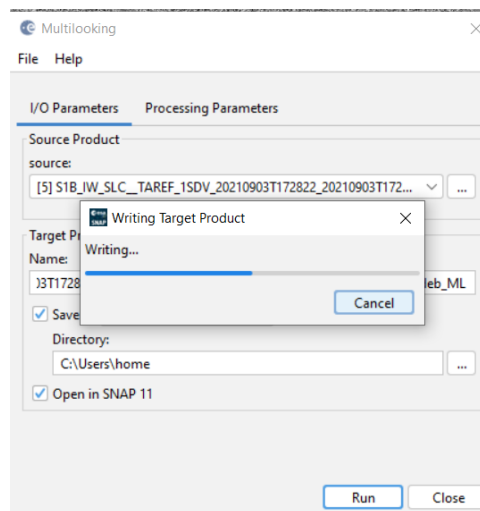 Multilooking
File Help
I/O Parameters Processing Parameters
Source Product
source:
[5] S1B_IW_SLC__TAREF_1SDV_20210903T172822_20210903T172... ...
Writing Target Product
Writing...
Cancel
Target P
Name:
)3T1728 leb_ML
Save
Directory:
C:\Users\home ...
Open in SNAP 11
Run Close